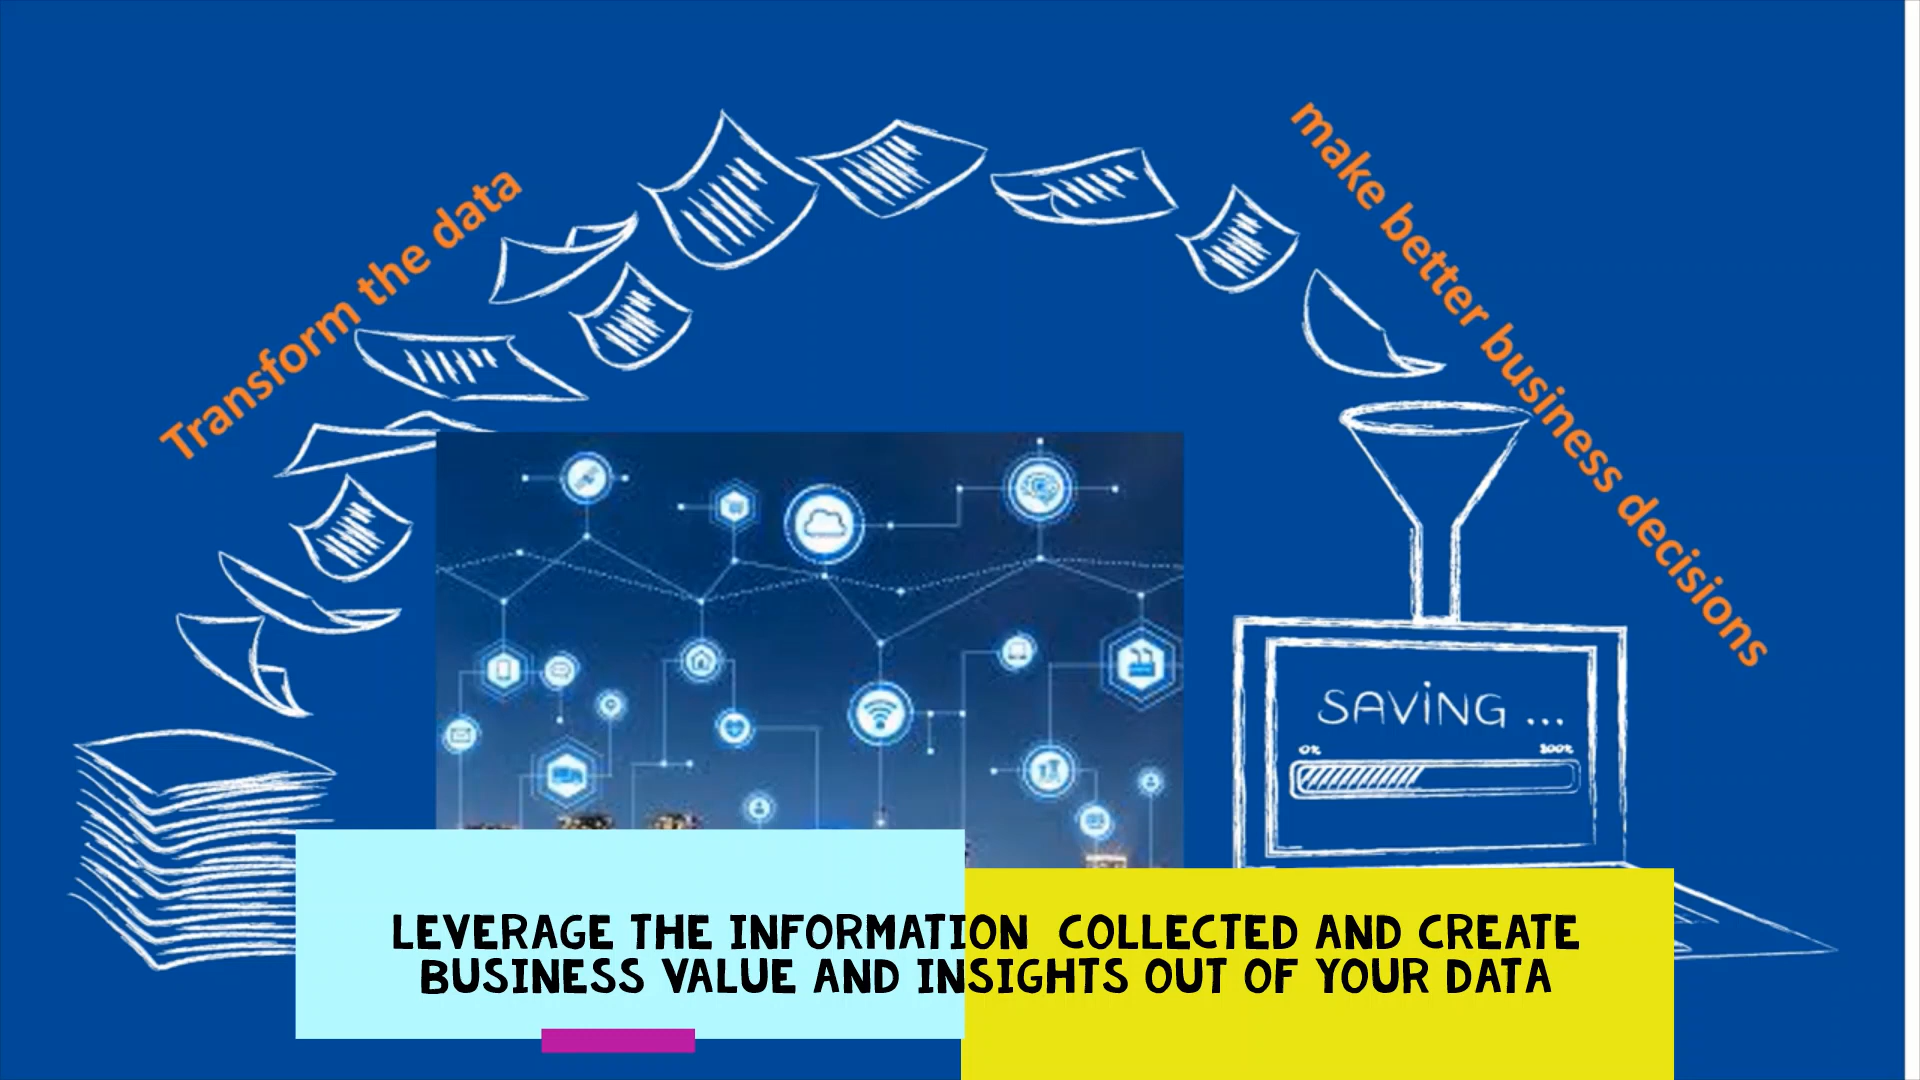 Transform the data
make better business decisions
SAVING ...
0% 100%
LEVERAGE THE INFORMATION  COLLECTED AND CREATE
BUSINESS VALUE AND INSIGHTS OUT OF YOUR DATA